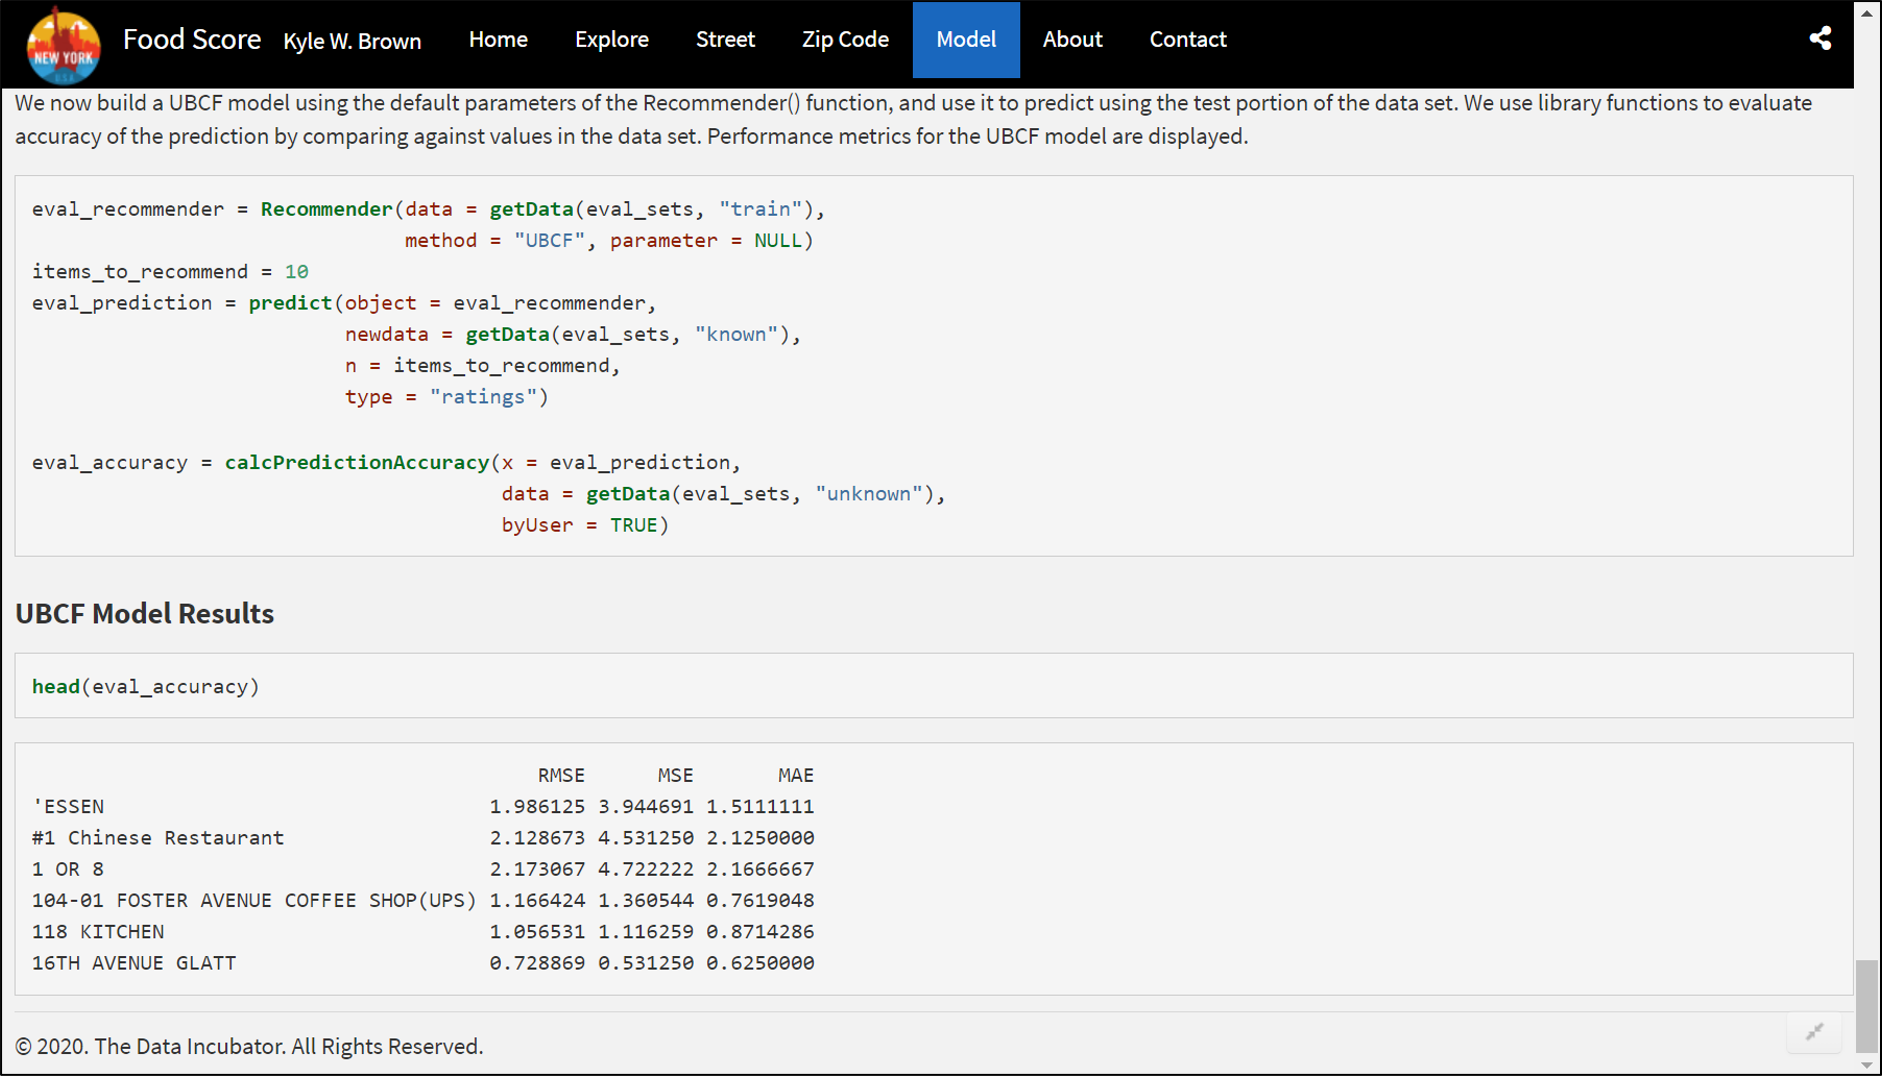 NEW YORK
U.S.A
Food Score Kyle W. Brown Home Explore Street Zip Code Model About Contact
We now build a UBCF model using the default parameters of the Recommender() function, and use it to predict using the test portion of the data set. We use library functions to evaluate
accuracy of the prediction by comparing against values in the data set. Performance metrics for the UBCF model are displayed.
eval_recommender = Recommender(data = getData(eval_sets, "train"),
method = "UBCF", parameter = NULL)
items_to_recommend = 10
eval_prediction = predict(object = eval_recommender,
newdata = getData(eval_sets, "known"),
n = items_to_recommend,
type = "ratings")
eval_accuracy = calcPredictionAccuracy(x = eval_prediction,
data = getData(eval_sets, "unknown"),
byUser = TRUE)
UBCF Model Results
head(eval_accuracy)
RMSE MSE MAE
'ESSEN 1.986125 3.944691 1.5111111
#1 Chinese Restaurant 2.128673 4.531250 2.1250000
1 OR 8 2.173067 4.722222 2.1666667
104-01 FOSTER AVENUE COFFEE SHOP(UPS) 1.166424 1.360544 0.7619048
118 KITCHEN 1.056531 1.116259 0.8714286
16TH AVENUE GLATT 0.728869 0.531250 0.6250000
© 2020. The Data Incubator. All Rights Reserved.